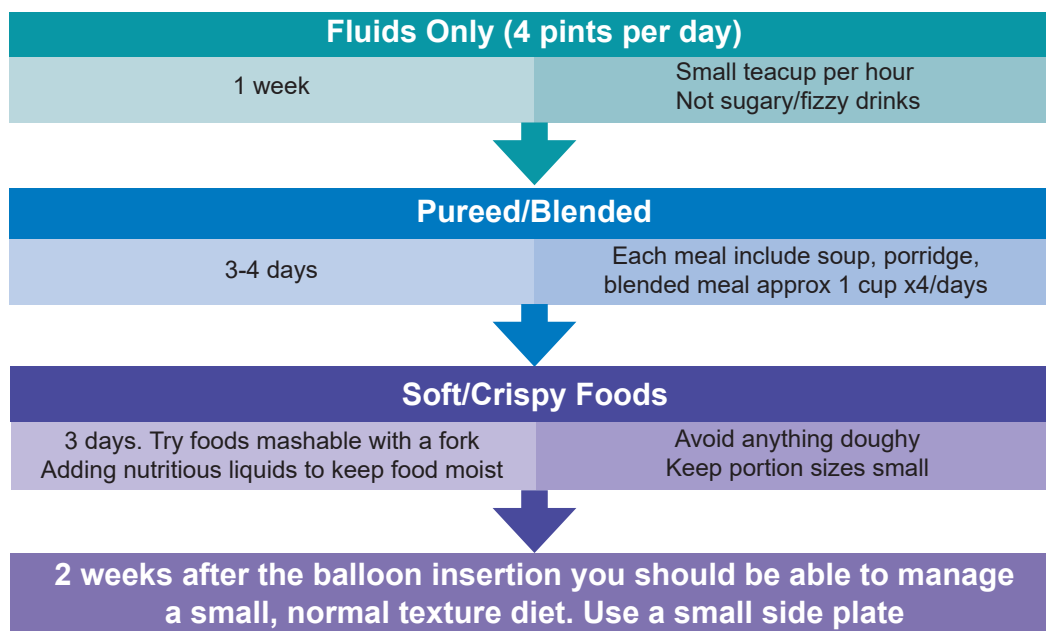 Fluids Only (4 pints per day)
1 week
Small teacup per hour
Not sugary/fizzy drinks
Pureed/Blended
3-4 days
Each meal include soup, porridge,
blended meal approx 1 cup x4/days
Soft/Crispy Foods
3 days. Try foods mashable with a fork
Adding nutritious liquids to keep food moist
Avoid anything doughy
Keep portion sizes small
2 weeks after the balloon insertion you should be able to manage
a small, normal texture diet. Use a small side plate